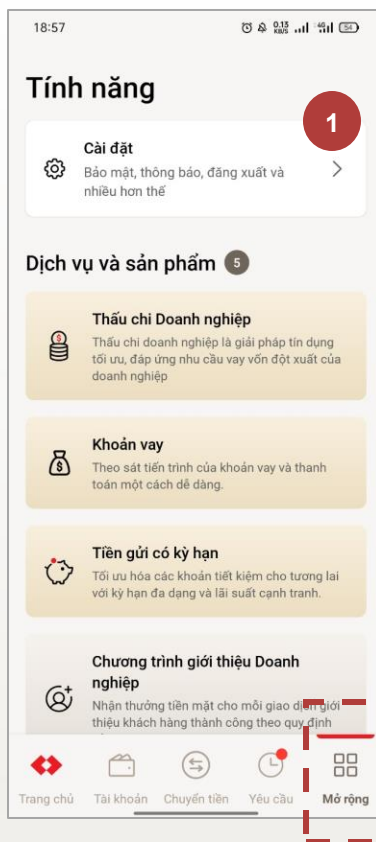 18:57
0.13 KB/S 4G 54
Tính năng
1
Cài đặt
Bảo mật, thông báo, đăng xuất và
nhiều hơn thế
Dịch vụ và sản phẩm 5
Thấu chi Doanh nghiệp
Thấu chi doanh nghiệp là giải pháp tín dụng
tối ưu, đáp ứng nhu cầu vay vốn đột xuất của
doanh nghiệp
Khoản vay
Theo sát tiến trình của khoản vay và thanh
toán một cách dễ dàng.
Tiền gửi có kỳ hạn
Tối ưu hóa các khoản tiết kiệm cho tương lai
với kỳ hạn đa dạng và lãi suất cạnh tranh.
Chương trình giới thiệu Doanh
nghiệp
Nhận thưởng tiền mặt cho mỗi giao dịch giới
thiệu khách hàng thành công theo quy định
Trang chủ Tài khoản Chuyển tiền Yêu cầu Mở rộng